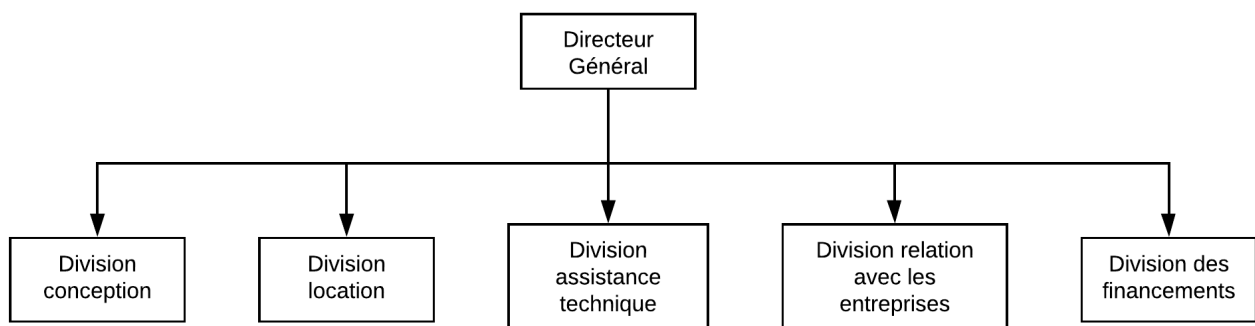 Directeur
Général
Division
conception
Division
location
Division
assistance
technique
Division relation
avec les
entreprises
Division des
financements